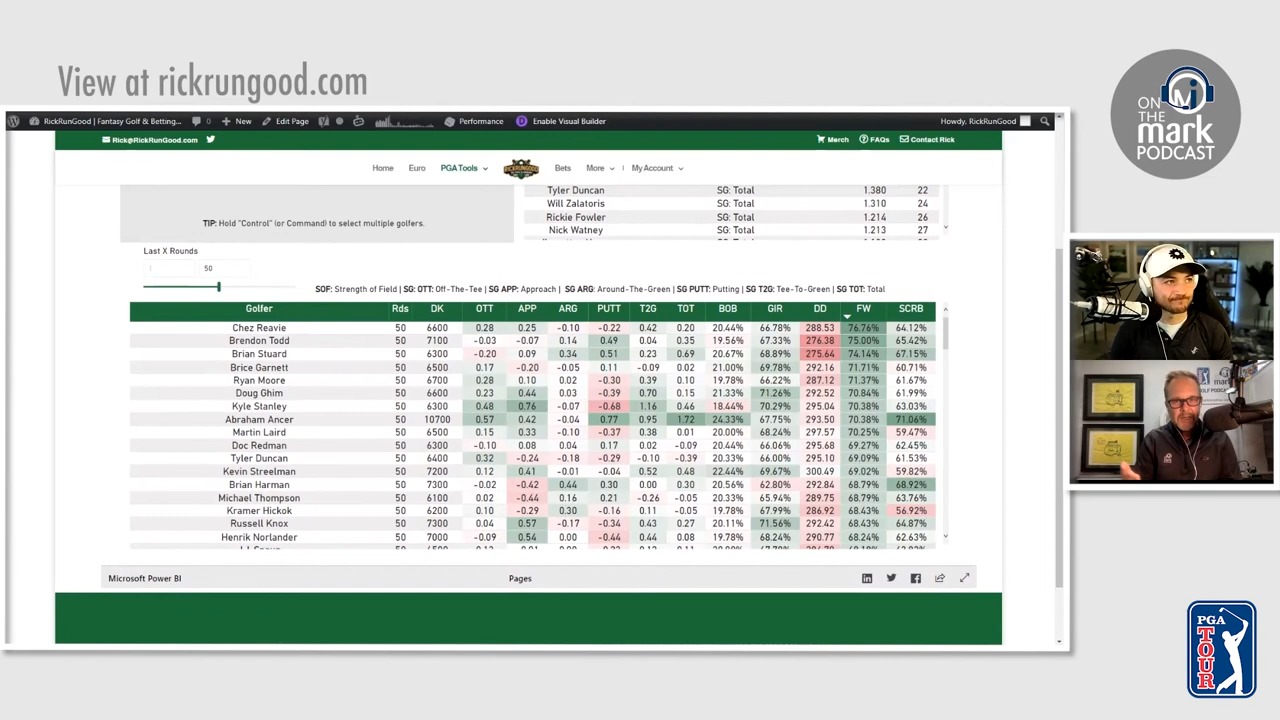 View at rickrungood.com
ON
THE
mark
PODCAST
RickRunGood | Fantasy Golf & Betting... 0 New Edit Page Performance Enable Visual Builder Howdy, RickRunGood
Rick@RickRunGood.com Merch FAQs Contact Rick
Home Euro PGA Tools RICKRUNGOOD Bets More My Account
Tyler Duncan SG: Total 1.380 22
Will Zalatoris SG: Total 1.310 24
TIP: Hold "Control" (or Command) to select multiple golfers.
Rickie Fowler SG: Total 1.214 26
Nick Watney SG: Total 1.213 27
Last X Rounds
50
SOF: Strength of Field | SG: OTT: Off-The-Tee | SG APP: Approach | SG ARG: Around-The-Green | SG PUTT: Putting | SG T2G: Tee-To-Green | SG TOT: Total
Golfer Rds DK OTT APP ARG PUTT T2G TOT BOB GIR DD FW SCRB
Chez Reavie 50 6600 0.28 0.25 -0.10 -0.22 0.42 0.20 20.44% 66.78% 288.53 76.76% 64.12%
Brendon Todd 50 7100 -0.03 -0.07 0.14 0.49 0.04 0.35 19.56% 67.33% 276.38 75.00% 65.42%
Brian Stuard 50 6300 -0.20 0.09 0.34 0.51 0.23 0.69 20.67% 68.89% 275.64 74.14% 67.15%
Brice Garnett 50 6500 0.17 -0.20 -0.05 0.11 -0.09 0.02 21.00% 69.78% 292.16 71.71% 60.71%
Ryan Moore 50 6700 0.28 0.10 0.02 -0.30 0.39 0.10 19.78% 66.22% 287.12 71.37% 61.67%
Doug Ghim 50 6600 0.23 0.44 0.03 -0.39 0.70 0.15 21.33% 71.26% 292.52 70.84% 61.99%
Kyle Stanley 50 6300 0.48 0.76 -0.07 -0.68 1.16 0.46 18.44% 70.29% 295.04 70.38% 63.03%
Abraham Ancer 50 10700 0.57 0.42 -0.04 0.77 0.95 1.72 24.33% 67.75% 293.50 70.38% 71.06%
Martin Laird 50 6500 0.15 0.33 -0.10 -0.37 0.38 0.01 20.00% 68.24% 297.57 70.25% 59.47%
Doc Redman 50 6300 -0.10 0.08 0.04 0.17 0.02 -0.09 20.33% 66.06% 295.68 69.27% 62.45%
Tyler Duncan 50 6400 0.32 -0.24 -0.18 -0.29 -0.10 -0.39 20.33% 66.00% 293.81 69.09% 61.53%
Kevin Streelman 50 7200 0.12 0.41 -0.01 -0.04 0.52 0.48 22.44% 69.67% 300.49 69.02% 59.82%
Brian Harman 50 7300 -0.02 -0.42 0.44 0.30 0.00 0.30 20.56% 62.80% 292.84 68.79% 68.92%
Michael Thompson 50 6100 0.02 -0.44 0.16 0.21 -0.26 -0.05 20.33% 65.94% 289.75 68.79% 63.76%
Kramer Hickok 50 6200 0.10 -0.29 0.30 -0.16 0.11 -0.05 19.78% 67.99% 286.92 68.43% 56.92%
Russell Knox 50 7300 0.04 0.57 -0.17 -0.34 0.43 0.27 20.11% 71.56% 292.42 68.43% 64.87%
Henrik Norlander 50 7000 -0.09 0.54 0.00 -0.44 0.44 0.08 19.78% 68.24% 290.77 68.24% 62.63%
Microsoft Power BI Pages
PGA
TOUR